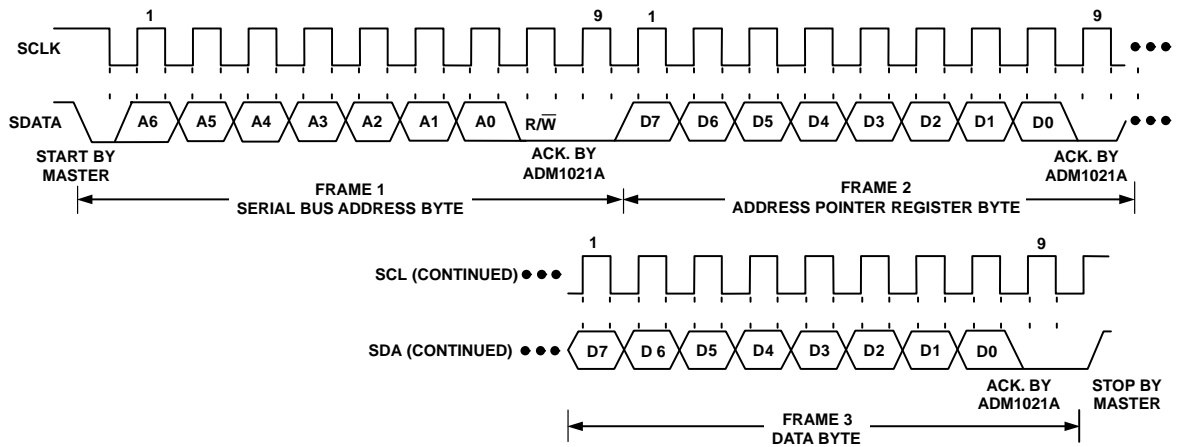 1 9 1 9
SCLK
SDATA A6 A5 A4 A3 A2 A1 A0 R/W̅ D7 D6 D5 D4 D3 D2 D1 D0
START BY
MASTER
ACK. BY
ADM1021A
ACK. BY
ADM1021A
FRAME 1
SERIAL BUS ADDRESS BYTE
FRAME 2
ADDRESS POINTER REGISTER BYTE
1 9
SCL (CONTINUED)
SDA (CONTINUED) D7 D 6 D5 D4 D3 D2 D1 D0
ACK. BY
ADM1021A
STOP BY
MASTER
FRAME 3
DATA BYTE